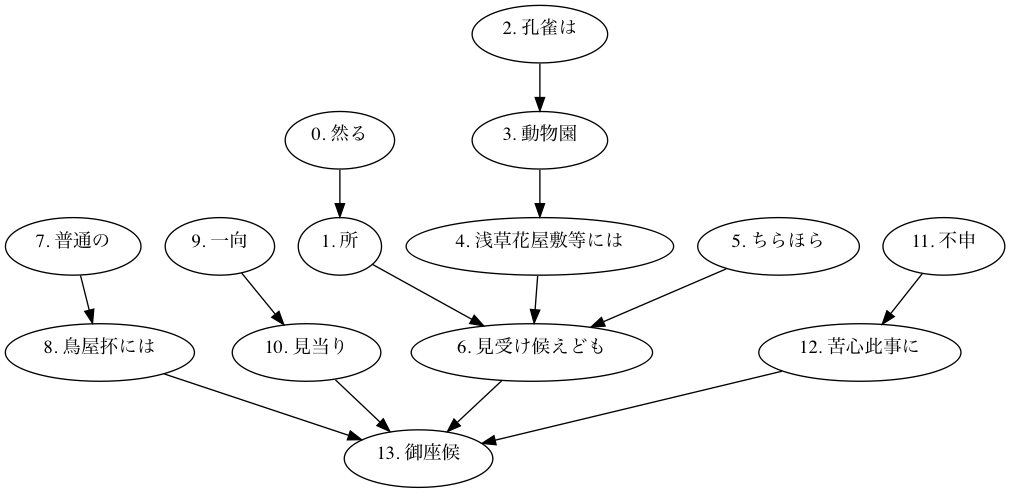 2. 孔雀は
0. 然る
3. 動物園
7. 普通の
9. 一向
1. 所
4. 浅草花屋敷等には
5. ちらほら
11. 不申
8. 鳥屋抔には
10. 見当り
6. 見受け候えども
12. 苦心此事に
13. 御座候